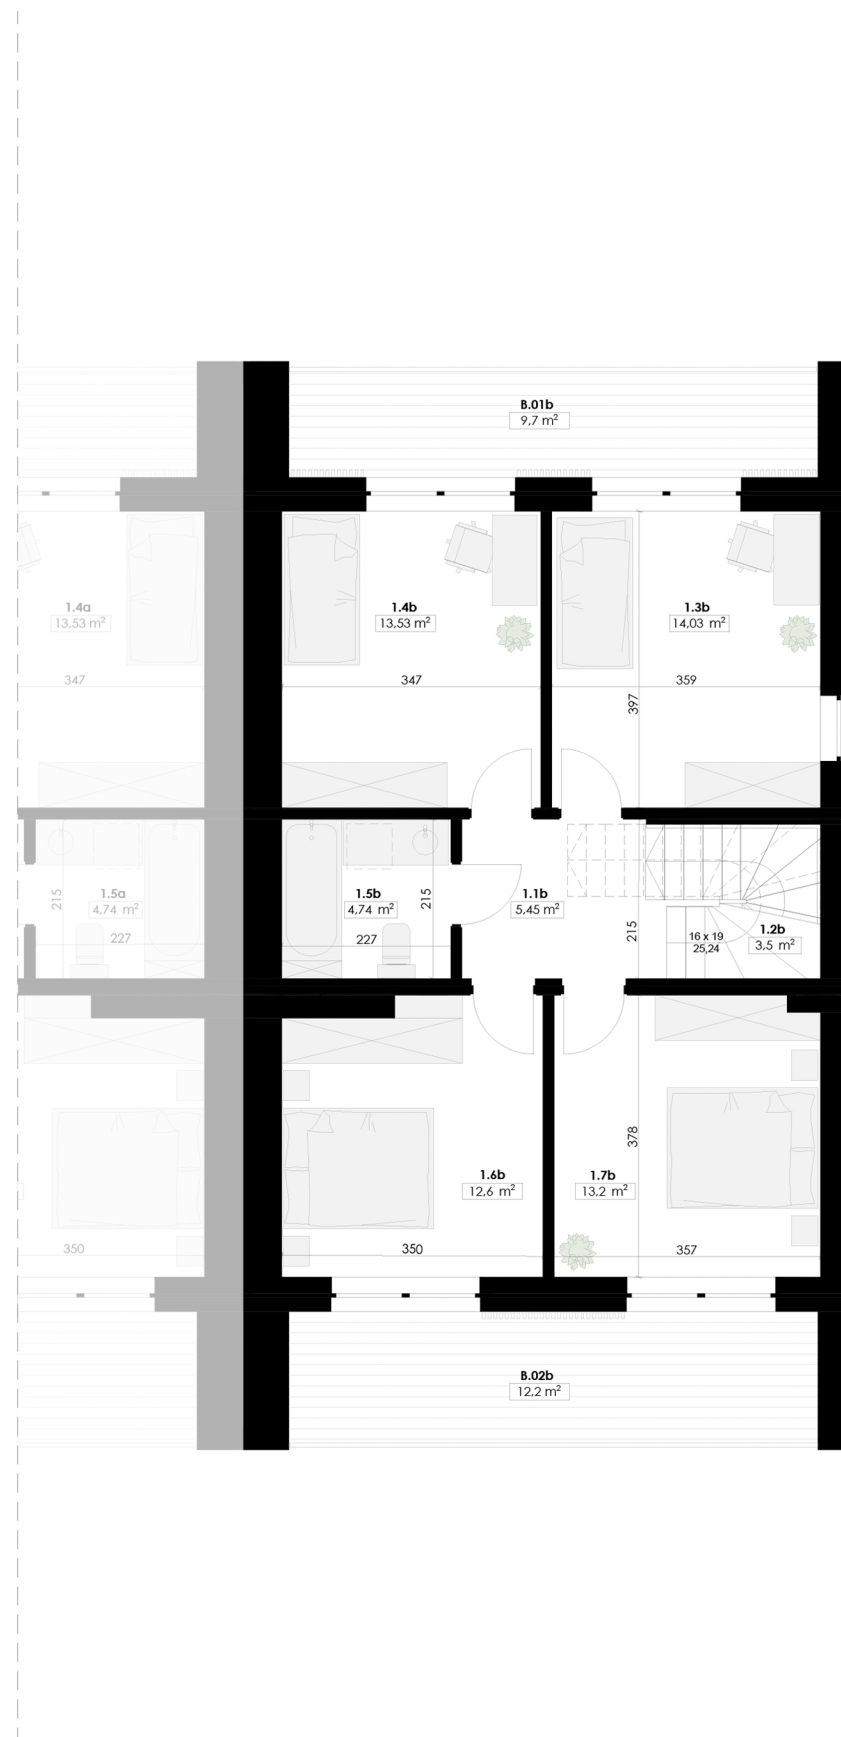 B.01b
9,7 m²
1.4a
13,53 m²
1.4b
13,53 m²
1.3b
14,03 m²
347
347
359
397
1.5a
4,74 m²
215
227
1.5b
4,74 m²
215
227
1.1b
5,45 m²
215
16 x 19
25,24
1.2b
3,5 m²
378
1.6b
12,6 m²
1.7b
13,2 m²
350
350
357
B.02b
12,2 m²